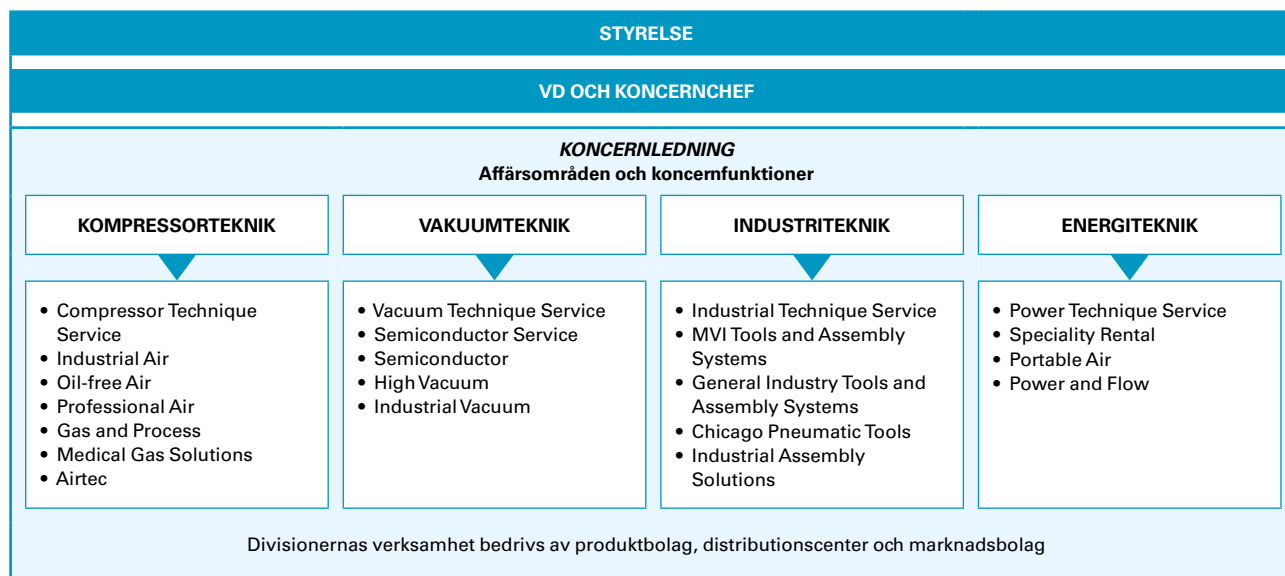 STYRELSE
VD OCH KONCERNCHEF
KONCERNLEDNING
Affärsområden och koncernfunktioner
KOMPRESSORTEKNIK
• Compressor Technique
Service
• Industrial Air
• Oil-free Air
• Professional Air
• Gas and Process
• Medical Gas Solutions
• Airtec
VAKUUMTEKNIK
• Vacuum Technique Service
• Semiconductor Service
• Semiconductor
• High Vacuum
• Industrial Vacuum
INDUSTRITEKNIK
• Industrial Technique Service
• MVI Tools and Assembly
Systems
• General Industry Tools and
Assembly Systems
• Chicago Pneumatic Tools
• Industrial Assembly
Solutions
ENERGITEKNIK
• Power Technique Service
• Speciality Rental
• Portable Air
• Power and Flow
Divisionernas verksamhet bedrivs av produktbolag, distributionscenter och marknadsbolag